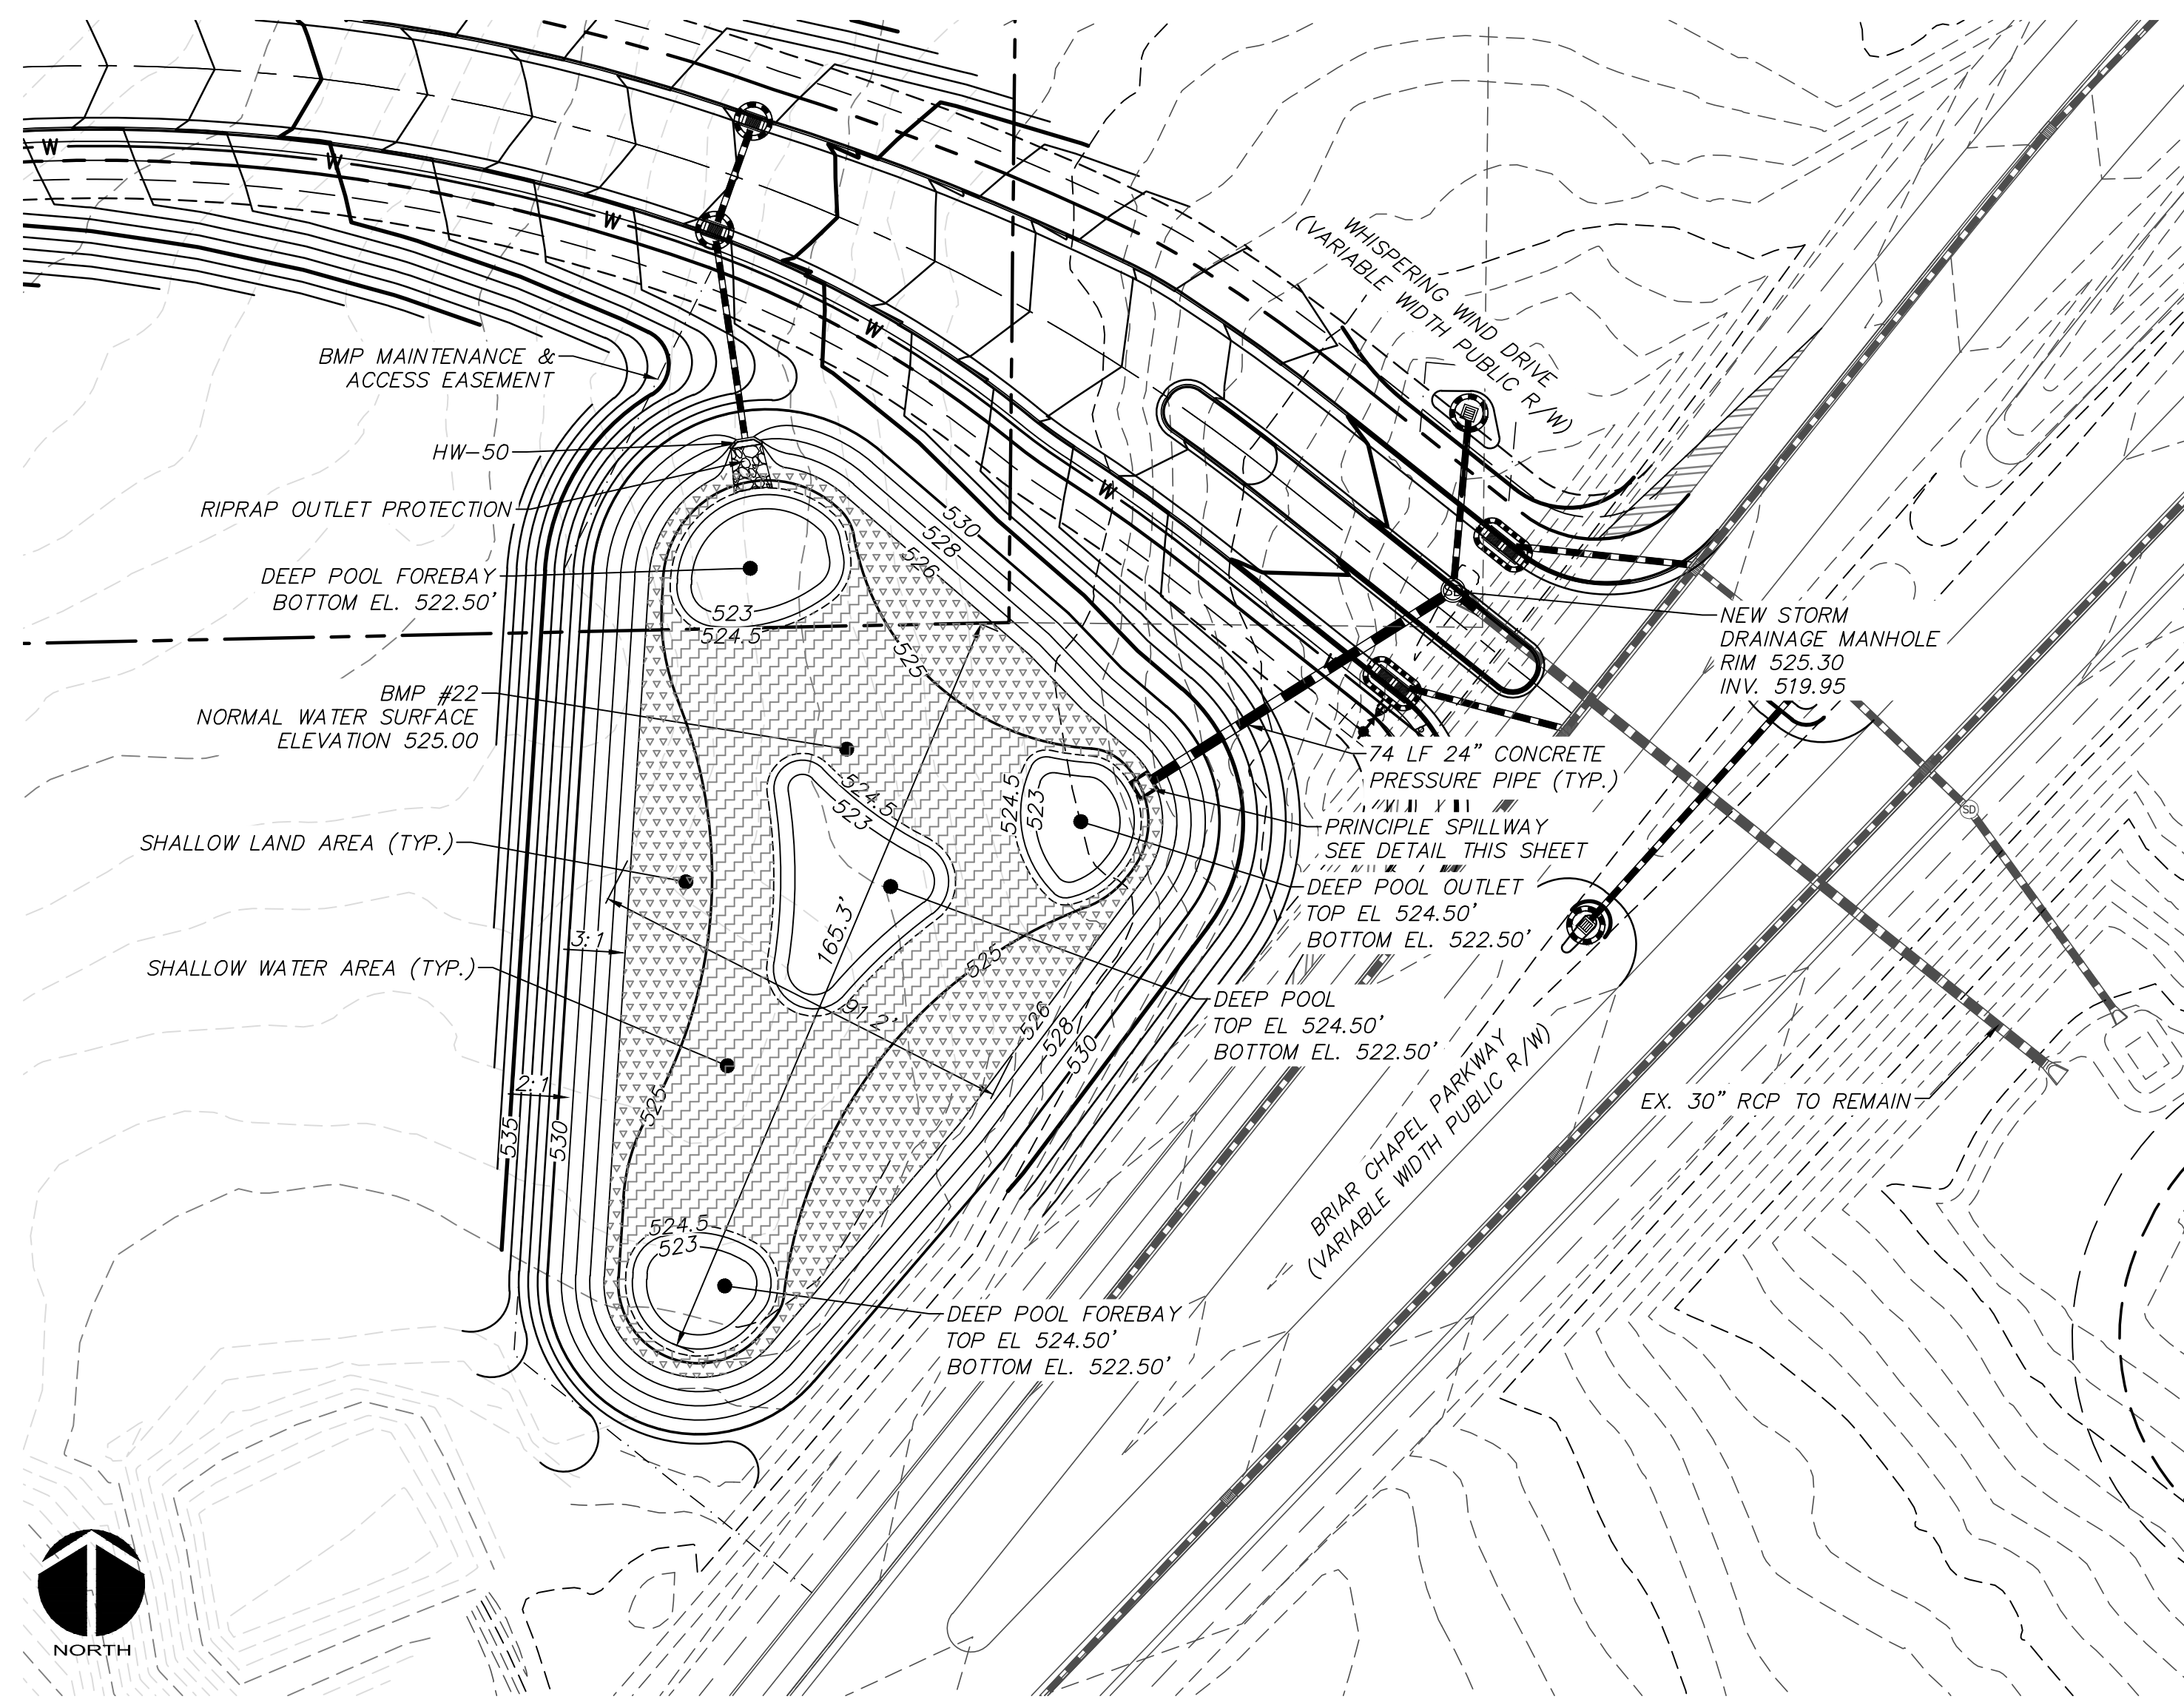 W
W
W
W
W
WHISPERING WIND DRIVE
(VARIABLE WIDTH PUBLIC R/W)
BMP MAINTENANCE &
ACCESS EASEMENT
HW-50
RIPRAP OUTLET PROTECTION
DEEP POOL FOREBAY
BOTTOM EL. 522.50'
530
528
526
523
524.5
525
SD
NEW STORM
DRAINAGE MANHOLE
RIM 525.30
INV. 519.95
BMP #22
NORMAL WATER SURFACE
ELEVATION 525.00
74 LF 24" CONCRETE
PRESSURE PIPE (TYP.)
524.5
523
524.5
523
SD
PRINCIPLE SPILLWAY
SEE DETAIL THIS SHEET
SHALLOW LAND AREA (TYP.)
DEEP POOL OUTLET
TOP EL 524.50'
BOTTOM EL. 522.50'
165.3'
3:1
525
SHALLOW WATER AREA (TYP.)
91.2'
DEEP POOL
TOP EL 524.50'
BOTTOM EL. 522.50'
526
528
530
2:1
525
535
530
BRIAR CHAPEL PARKWAY
(VARIABLE WIDTH PUBLIC R/W)
EX. 30" RCP TO REMAIN
524.5
523
DEEP POOL FOREBAY
TOP EL 524.50'
BOTTOM EL. 522.50'
NORTH